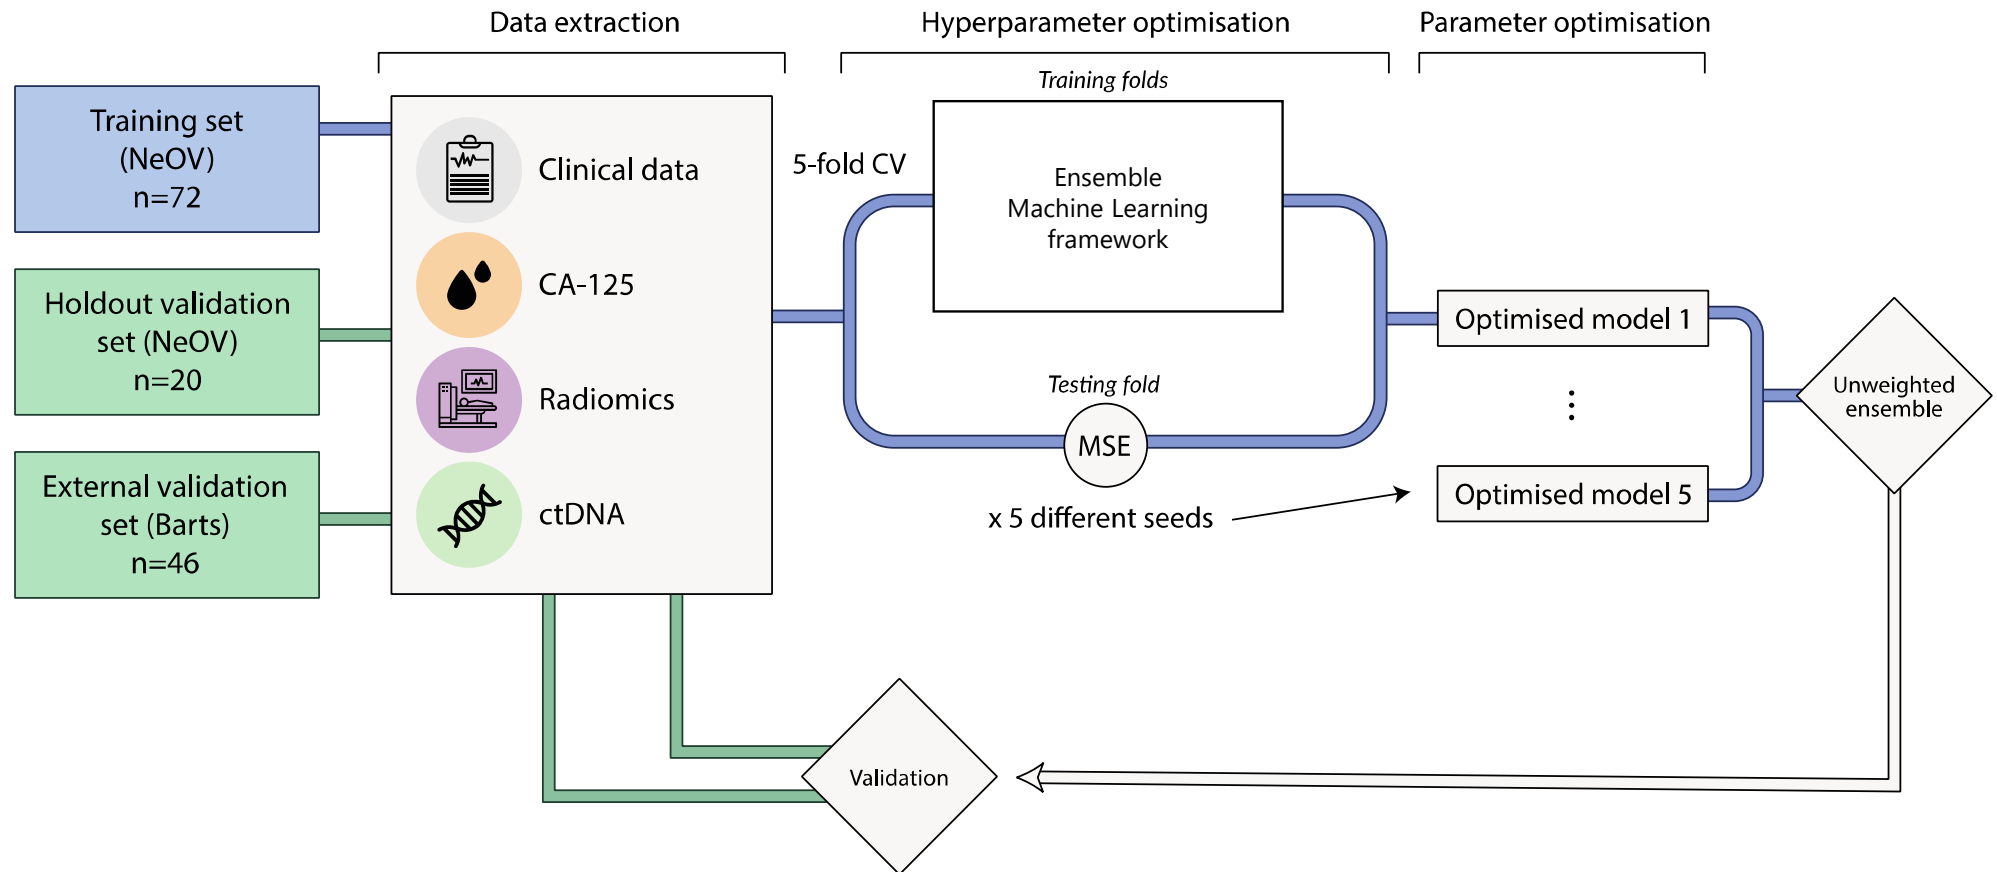 Data extraction
Hyperparameter optimisation
Parameter optimisation
Training set
(NeOV)
n=72
Holdout validation
set (NeOV)
n=20
External validation
set (Barts)
n=46
Clinical data
CA-125
Radiomics
ctDNA
5-fold CV
Training folds
Ensemble
Machine Learning
framework
Testing fold
MSE
x 5 different seeds
Optimised model 1
⋮
Optimised model 5
Unweighted
ensemble
Validation